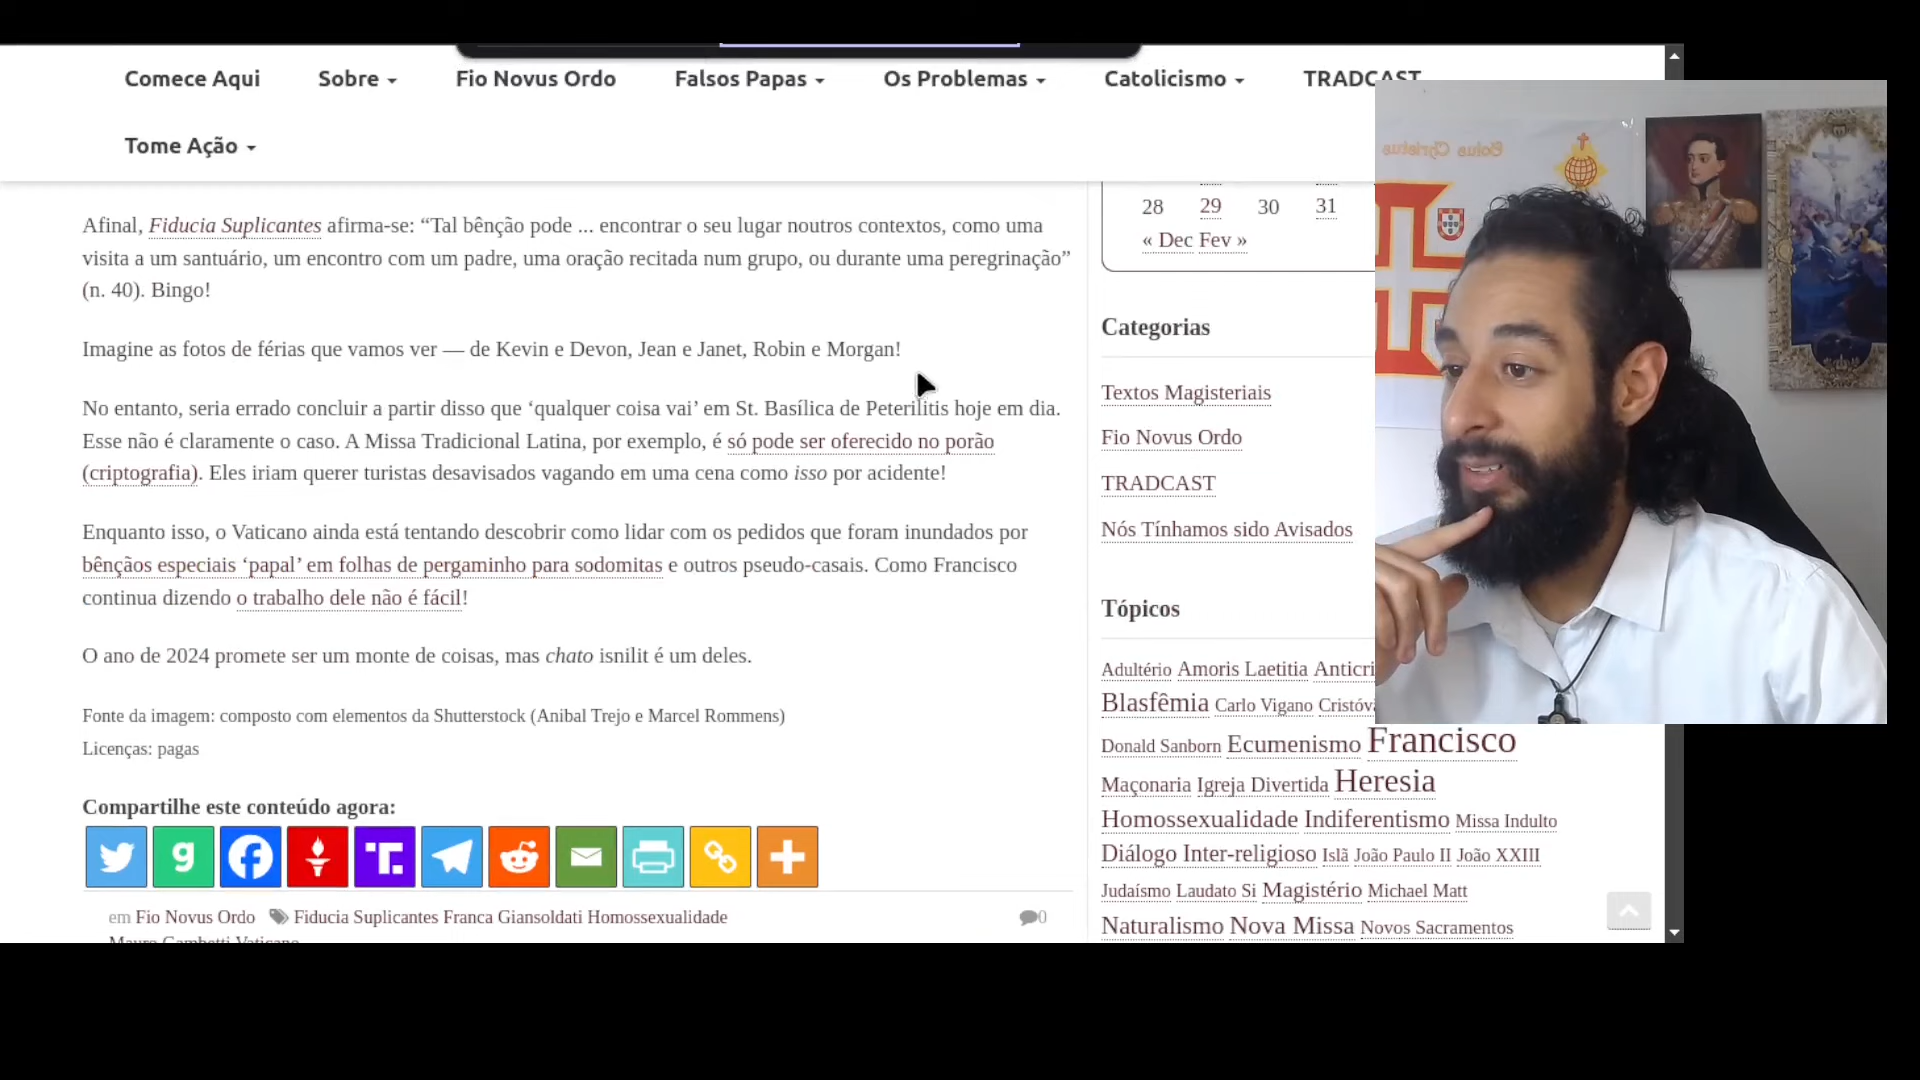 Comece Aqui
Sobre
Fio Novus Ordo
Falsos Papas
Os Problemas
Catolicismo
TRADCAST
Tome Ação
Afinal, Fiducia Suplicantes afirma-se: “Tal bênção pode ... encontrar o seu lugar noutros contextos, como uma
visita a um santuário, um encontro com um padre, uma oração recitada num grupo, ou durante uma peregrinação”
(n. 40). Bingo!
Imagine as fotos de férias que vamos ver — de Kevin e Devon, Jean e Janet, Robin e Morgan!
No entanto, seria errado concluir a partir disso que ‘qualquer coisa vai’ em St. Basílica de Peterilitis hoje em dia.
Esse não é claramente o caso. A Missa Tradicional Latina, por exemplo, é só pode ser oferecido no porão
(criptografia). Eles iriam querer turistas desavisados vagando em uma cena como isso por acidente!
Enquanto isso, o Vaticano ainda está tentando descobrir como lidar com os pedidos que foram inundados por
bênçãos especiais ‘papal’ em folhas de pergaminho para sodomitas e outros pseudo-casais. Como Francisco
continua dizendo o trabalho dele não é fácil!
O ano de 2024 promete ser um monte de coisas, mas chato isnilit é um deles.
Fonte da imagem: composto com elementos da Shutterstock (Anibal Trejo e Marcel Rommens)
Licenças: pagas
Compartilhe este conteúdo agora:
em Fio Novus Ordo Fiducia Suplicantes Franca Giansoldati Homossexualidade
0
Mauro Gambetti Vaticano
28 29 30 31
« Dec Fev »
Categorias
Textos Magisteriais
Fio Novus Ordo
TRADCAST
Nós Tínhamos sido Avisados
Tópicos
Adultério Amoris Laetitia Anticri
Blasfêmia Carlo Vigano Cristóv
Donald Sanborn Ecumenismo Francisco
Maçonaria Igreja Divertida Heresia
Homossexualidade Indiferentismo Missa Indulto
Diálogo Inter-religioso Islã João Paulo II João XXIII
Judaísmo Laudato Si Magistério Michael Matt
Naturalismo Nova Missa Novos Sacramentos